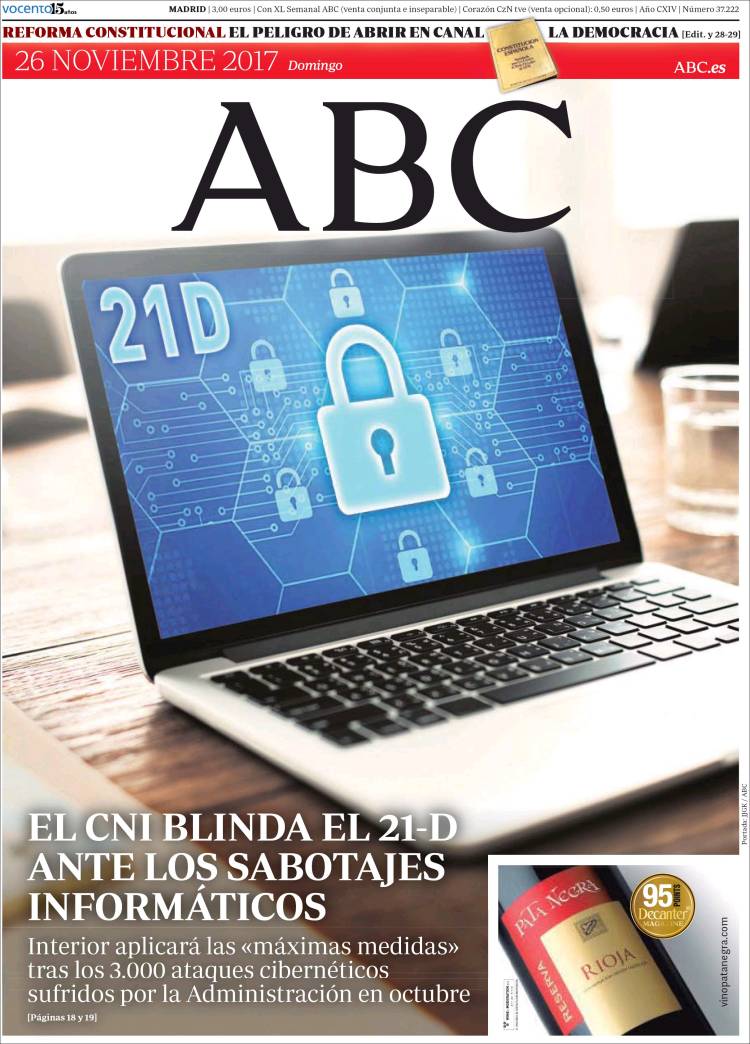 vocento 15 años
MADRID | 3,00 euros | Con XL Semanal ABC (venta conjunta e inseparable) | Corazón CzN tve (venta opcional): 0,50 euros | Año CXIV | Número 37.222
REFORMA CONSTITUCIONAL EL PELIGRO DE ABRIR EN CANAL LA DEMOCRACIA [Edit. y 28-29]
CONSTITUCIÓN
ESPAÑOLA
26 NOVIEMBRE 2017 Domingo
ABC.es
ABC
21D
Portada: JJGK / ABC
EL CNI BLINDA EL 21-D
ANTE LOS SABOTAJES
INFORMÁTICOS
Interior aplicará las «máximas medidas»
tras los 3.000 ataques cibernéticos
sufridos por la Administración en octubre
[Páginas 18 y 19]
PATA NEGRA
RIOJA
RESERVA
95
POINTS
Decanter
MAGAZINE
vinopatanegra.com